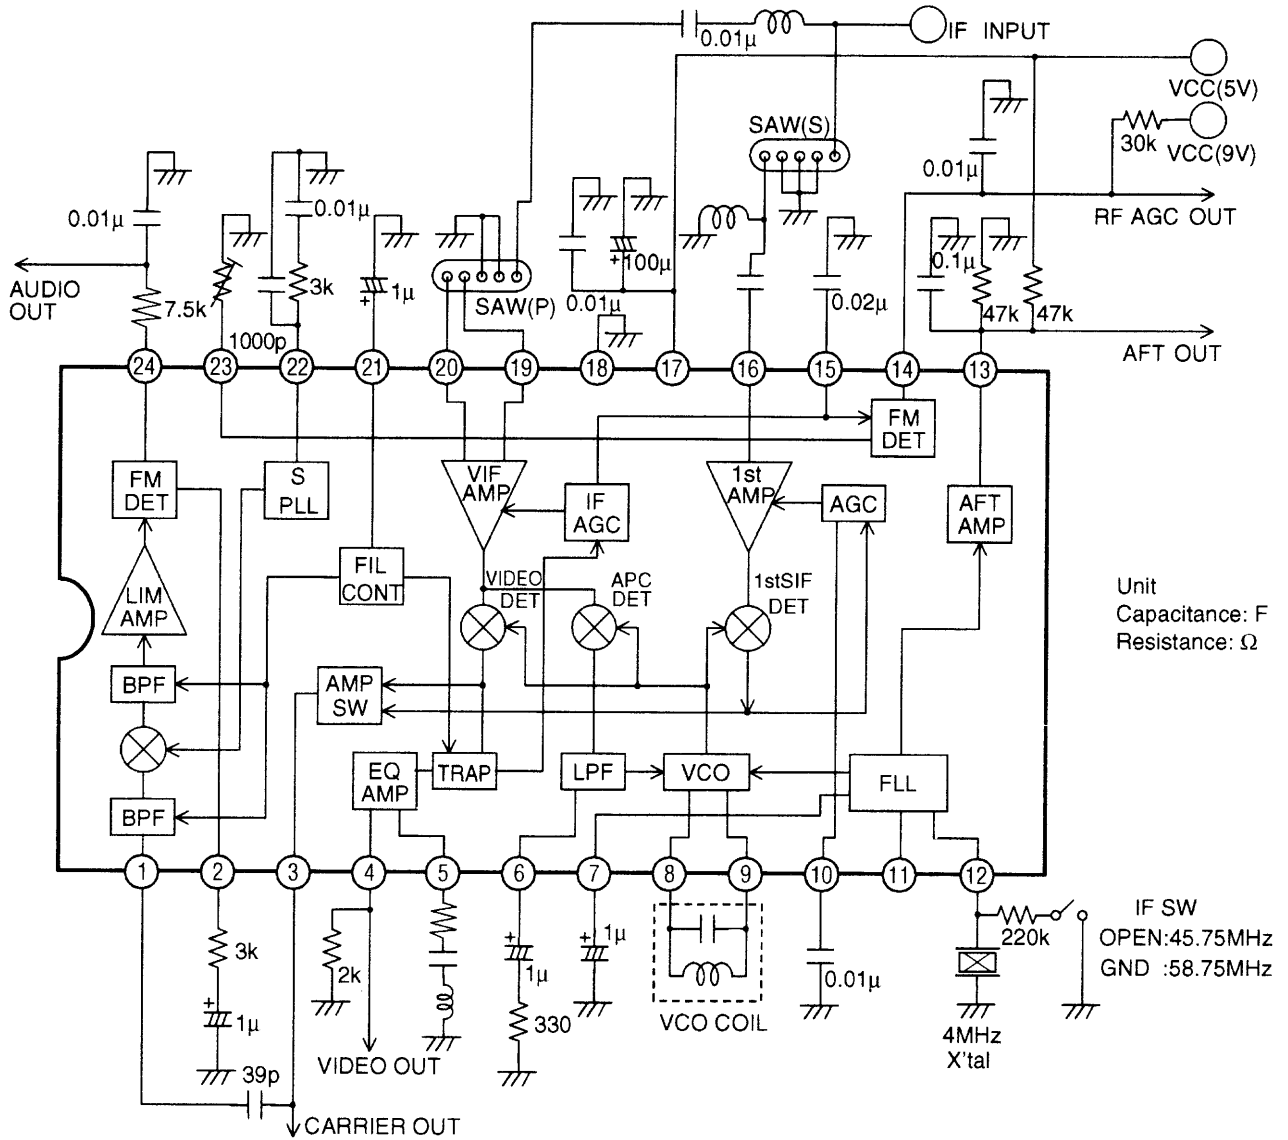 IF INPUT
0.01µ
VCC(5V)
SAW(S)
30k
VCC(9V)
0.01µ
RF AGC OUT
0.01µ
0.01µ
0.1µ
AUDIO
OUT
7.5k
3k
+
1µ
SAW(P)
+
100µ
0.01µ
0.02µ
47k
47k
1000p
AFT OUT
24
23
22
21
20
19
18
17
16
15
14
13
FM
DET
FM
DET
S
PLL
VIF
AMP
IF
AGC
1st
AMP
AGC
AFT
AMP
FIL
CONT
VIDEO
DET
APC
DET
1stSIF
DET
LIM
AMP
Unit
Capacitance: F
Resistance: Ω
BPF
AMP
SW
EQ
AMP
TRAP
LPF
VCO
FLL
BPF
1
2
3
4
5
6
7
8
9
10
11
12
IF SW
OPEN:45.75MHz
GND :58.75MHz
220k
3k
+
1µ
2k
+
1µ
330
+
1µ
VCO COIL
0.01µ
4MHz
X'tal
VIDEO OUT
39p
CARRIER OUT